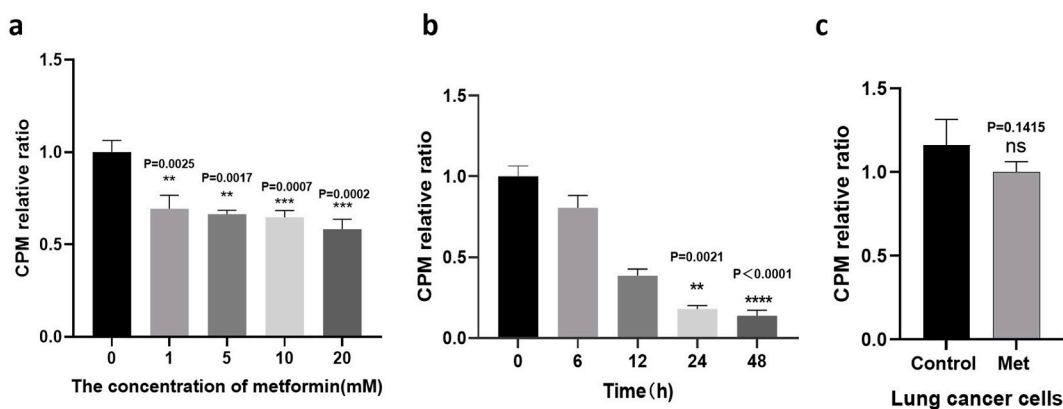 a
CPM relative ratio
1.5
1.0
0.5
0.0
P=0.0025
**
P=0.0017
**
P=0.0007
***
P=0.0002
***
0 1 5 10 20
The concentration of metformin(mM)
b
CPM relative ratio
1.5
1.0
0.5
0.0
P=0.0021
**
P＜0.0001
****
0 6 12 24 48
Time（h）
c
CPM relative ratio
1.5
1.0
0.5
0.0
P=0.1415
ns
Control Met
Lung cancer cells